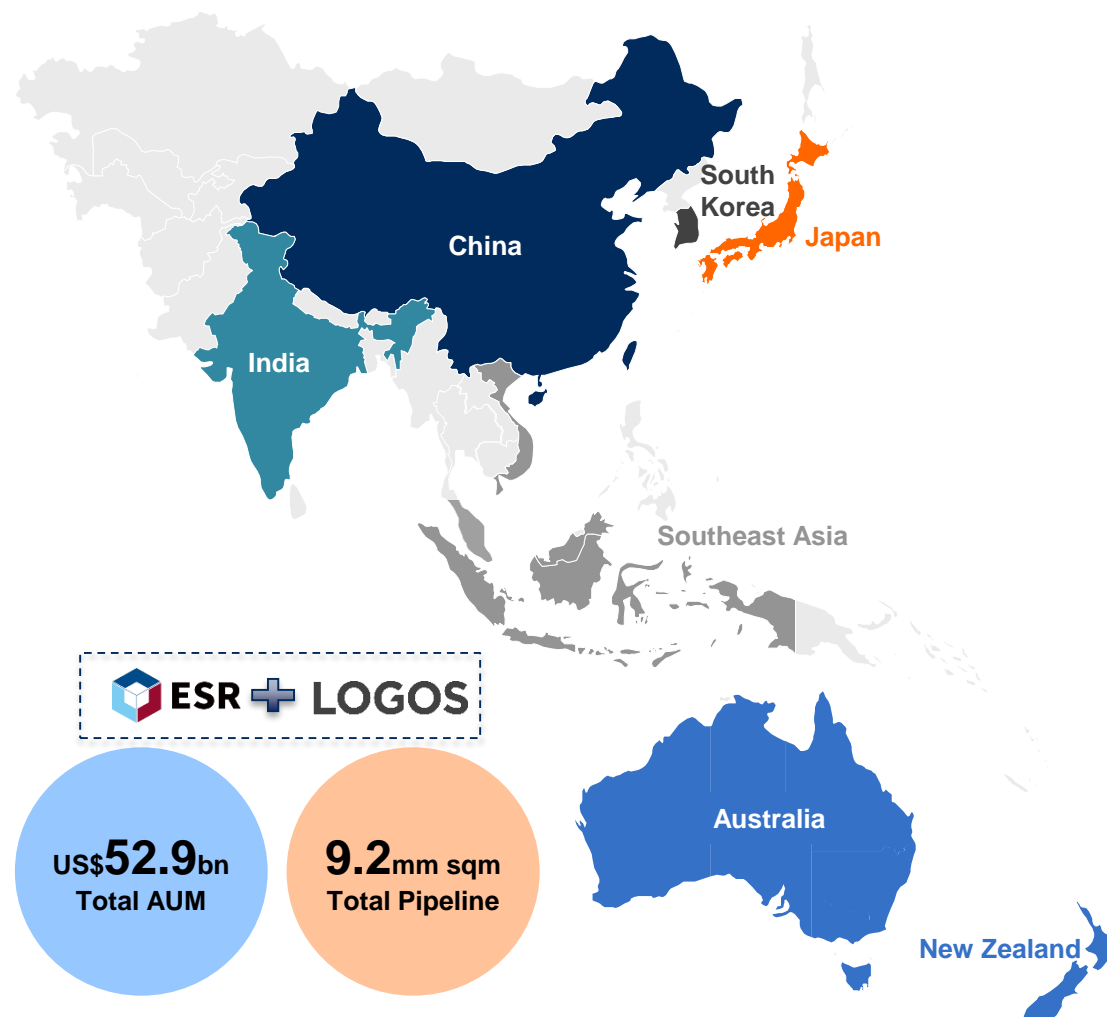 South
Korea
China
Japan
India
Southeast Asia
ESR LOGOS
US$52.9bn
Total AUM
9.2mm sqm
Total Pipeline
Australia
New Zealand